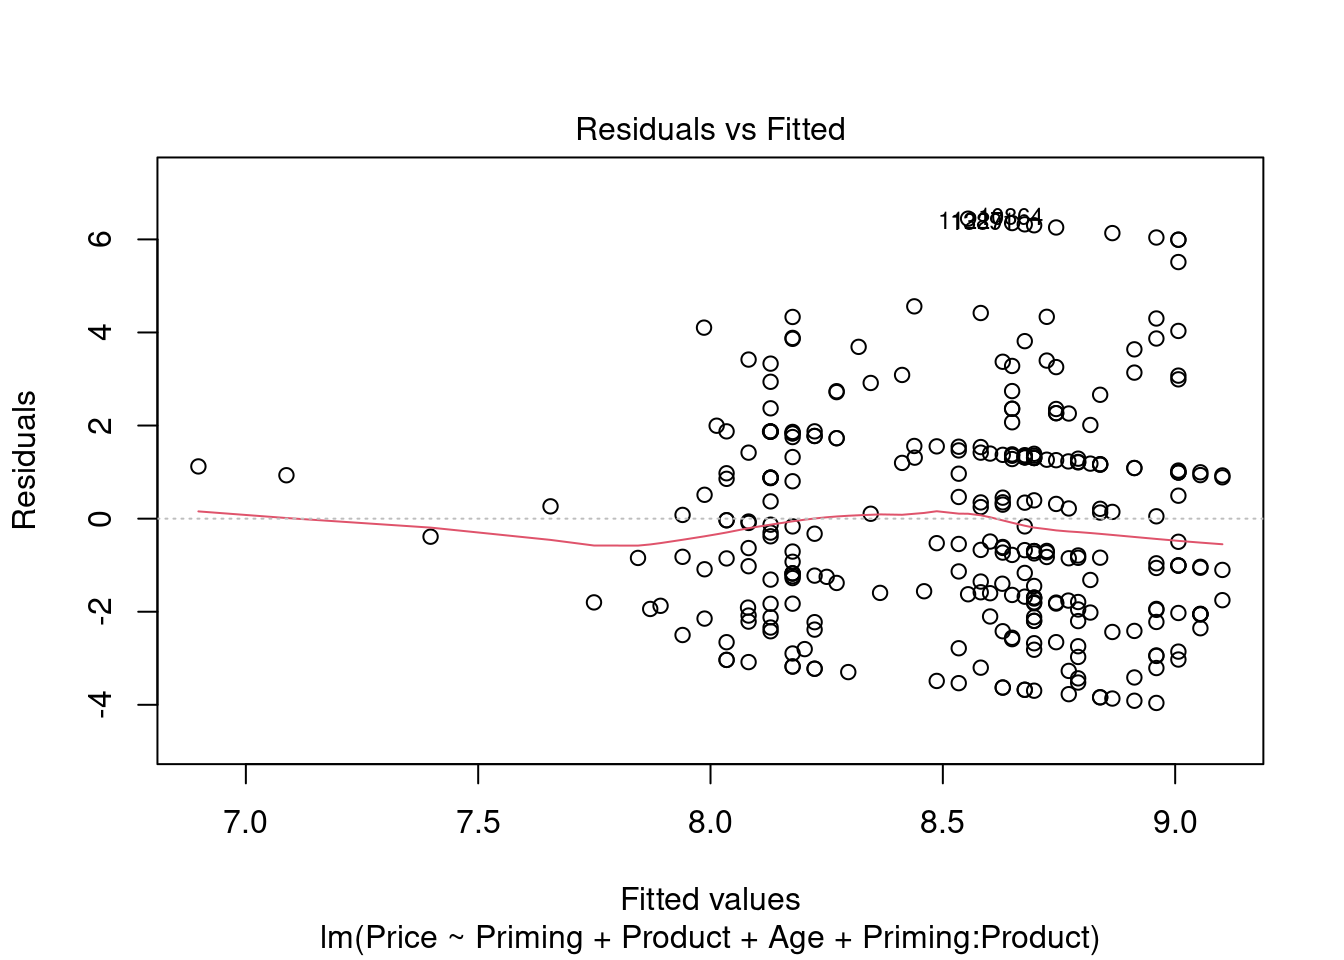 Residuals vs Fitted
Residuals
6
4
2
0
-2
-4
7.0 7.5 8.0 8.5 9.0
Fitted values
lm(Price ~ Priming + Product + Age + Priming:Product)